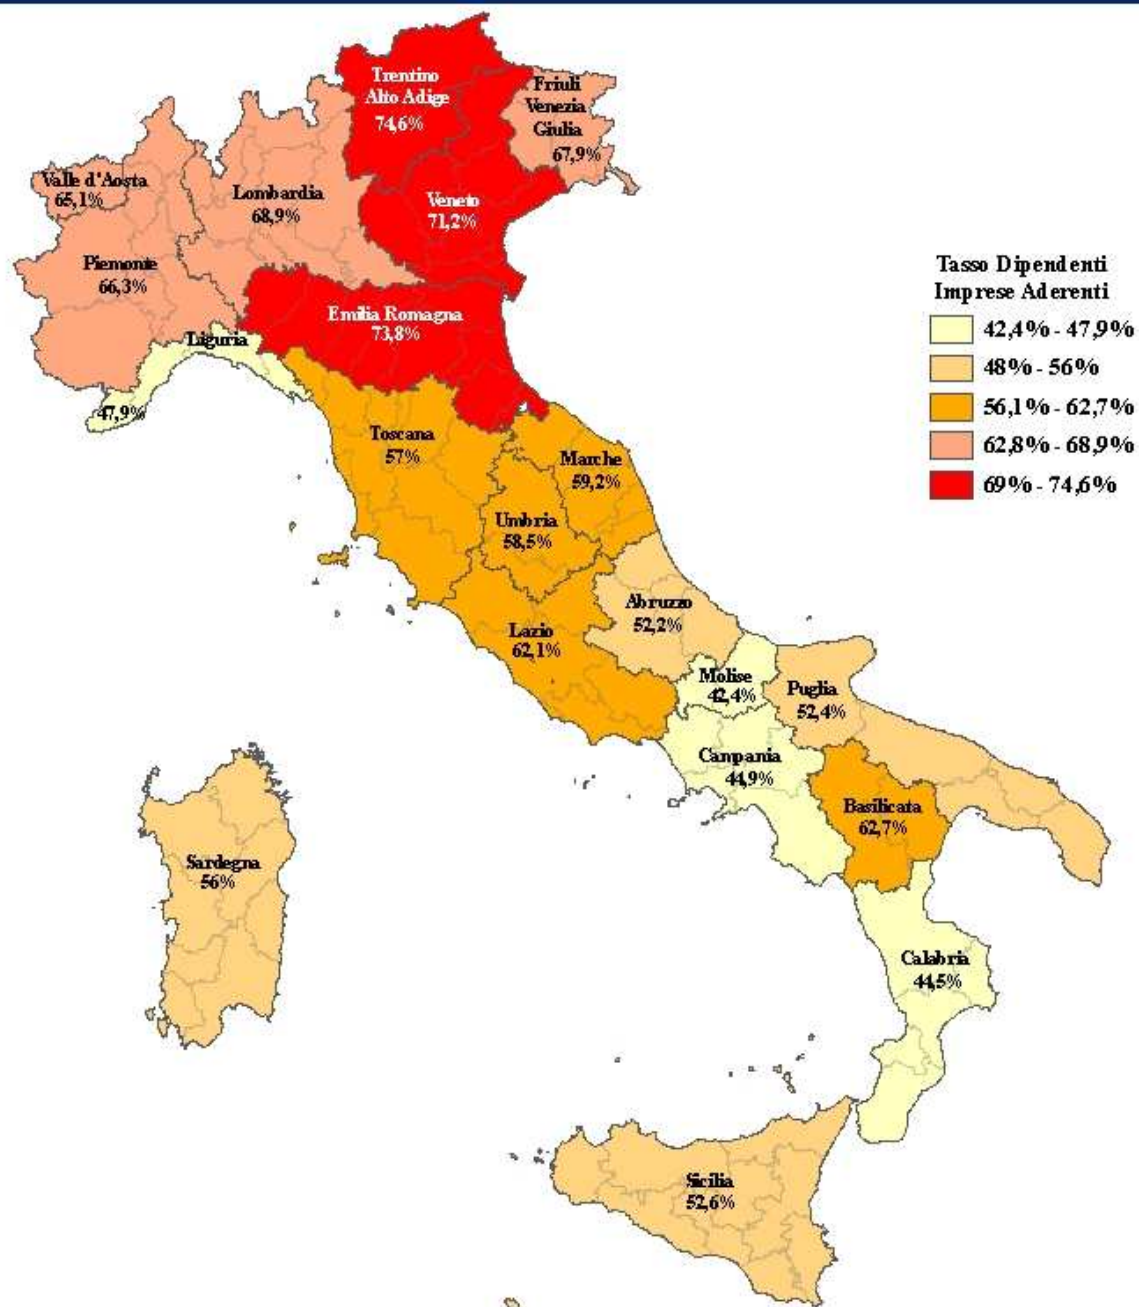 Trentino
Alto Adige
74,6%
Friuli
Venezia
Giulia
67,9%
Valle d'Aosta
65,1%
Lombardia
68,9%
Veneto
71,2%
Piemonte
66,3%
Tasso Dipendenti
Imprese Aderenti
42,4% - 47,9%
48% - 56%
56,1% - 62,7%
62,8% - 68,9%
69% - 74,6%
Emilia Romagna
73,8%
Liguria
47,9%
Toscana
57%
Marche
59,2%
Umbria
58,5%
Abruzzo
52,2%
Lazio
62,1%
Molise
42,4%
Puglia
52,4%
Campania
44,9%
Basilicata
62,7%
Sardegna
56%
Calabria
44,5%
Sicilia
52,6%